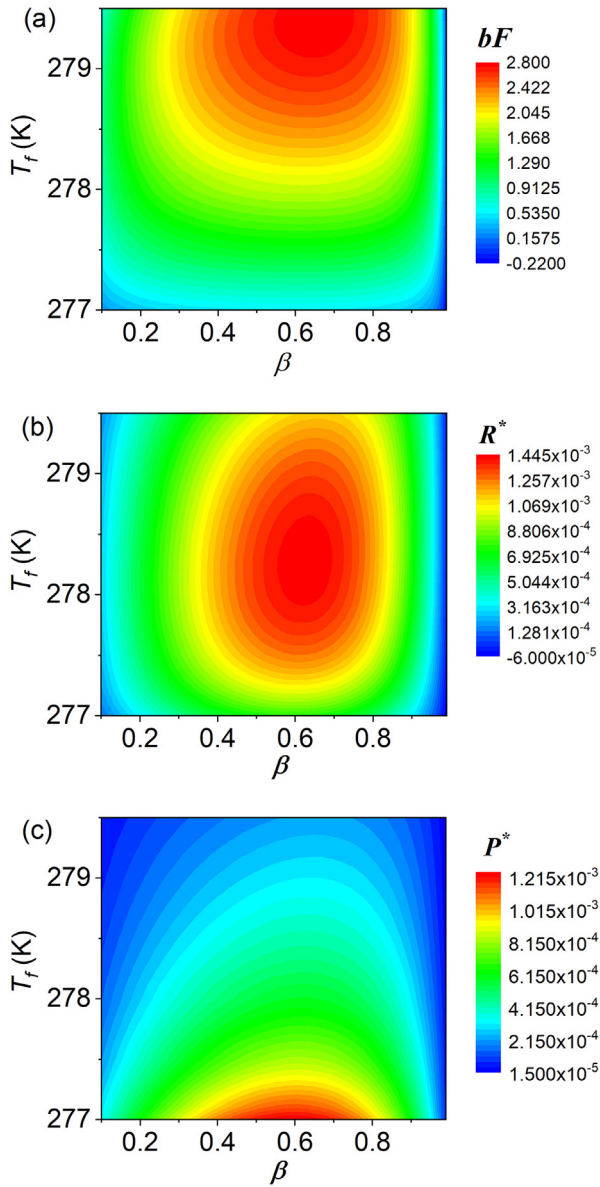 (a)
bF
279
278
277
T_f (K)
0.2 0.4 0.6 0.8
β
2.800
2.422
2.045
1.668
1.290
0.9125
0.5350
0.1575
-0.2200
(b)
R*
279
278
277
T_f (K)
0.2 0.4 0.6 0.8
β
1.445x10⁻³
1.257x10⁻³
1.069x10⁻³
8.806x10⁻⁴
6.925x10⁻⁴
5.044x10⁻⁴
3.163x10⁻⁴
1.281x10⁻⁴
-6.000x10⁻⁵
(c)
P*
279
278
277
T_f (K)
0.2 0.4 0.6 0.8
β
1.215x10⁻³
1.015x10⁻³
8.150x10⁻⁴
6.150x10⁻⁴
4.150x10⁻⁴
2.150x10⁻⁴
1.500x10⁻⁵